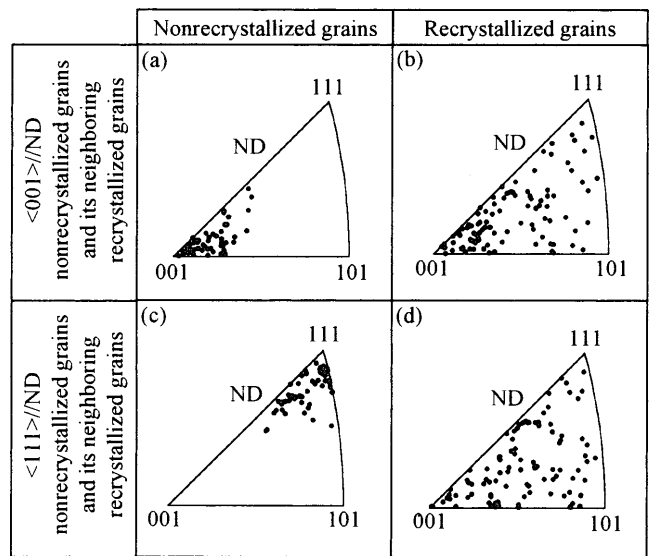 Nonrecrystallized grains
Recrystallized grains
<001>//ND
nonrecrystallized grains
and its neighboring
recrystallized grains
(a)
111
ND
001
101
(b)
111
ND
001
101
<111>//ND
nonrecrystallized grains
and its neighboring
recrystallized grains
(c)
111
ND
001
101
(d)
111
ND
001
101